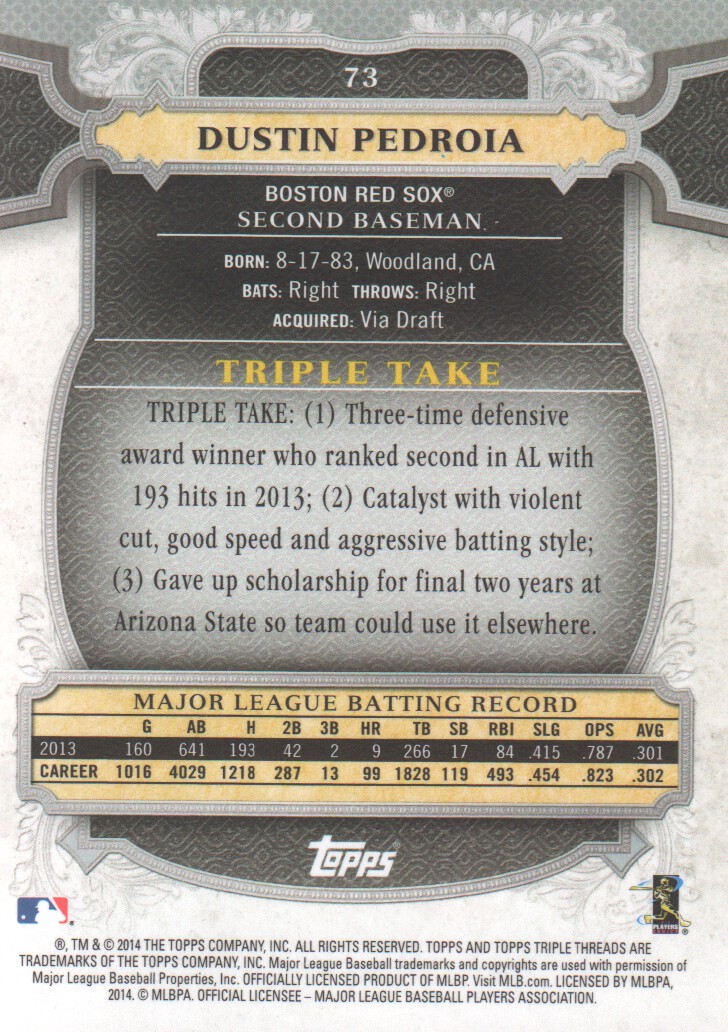 73
DUSTIN PEDROIA
BOSTON RED SOX®
SECOND BASEMAN
BORN: 8-17-83, Woodland, CA
BATS: Right THROWS: Right
ACQUIRED: Via Draft
TRIPLE TAKE
TRIPLE TAKE: (1) Three-time defensive
award winner who ranked second in AL with
193 hits in 2013; (2) Catalyst with violent
cut, good speed and aggressive batting style;
(3) Gave up scholarship for final two years at
Arizona State so team could use it elsewhere.
MAJOR LEAGUE BATTING RECORD
G AB H 2B 3B HR TB SB RBI SLG OPS AVG
2013 160 641 193 42 2 9 266 17 84 .415 .787 .301
CAREER 1016 4029 1218 287 13 99 1828 119 493 .454 .823 .302
Topps®
PLAYERS
®, TM & © 2014 THE TOPPS COMPANY, INC. ALL RIGHTS RESERVED. TOPPS AND TOPPS TRIPLE THREADS ARE
TRADEMARKS OF THE TOPPS COMPANY, INC. Major League Baseball trademarks and copyrights are used with permission of
Major League Baseball Properties, Inc. OFFICIALLY LICENSED PRODUCT OF MLBP. Visit MLB.com. LICENSED BY MLBPA,
2014. © MLBPA. OFFICIAL LICENSEE – MAJOR LEAGUE BASEBALL PLAYERS ASSOCIATION.